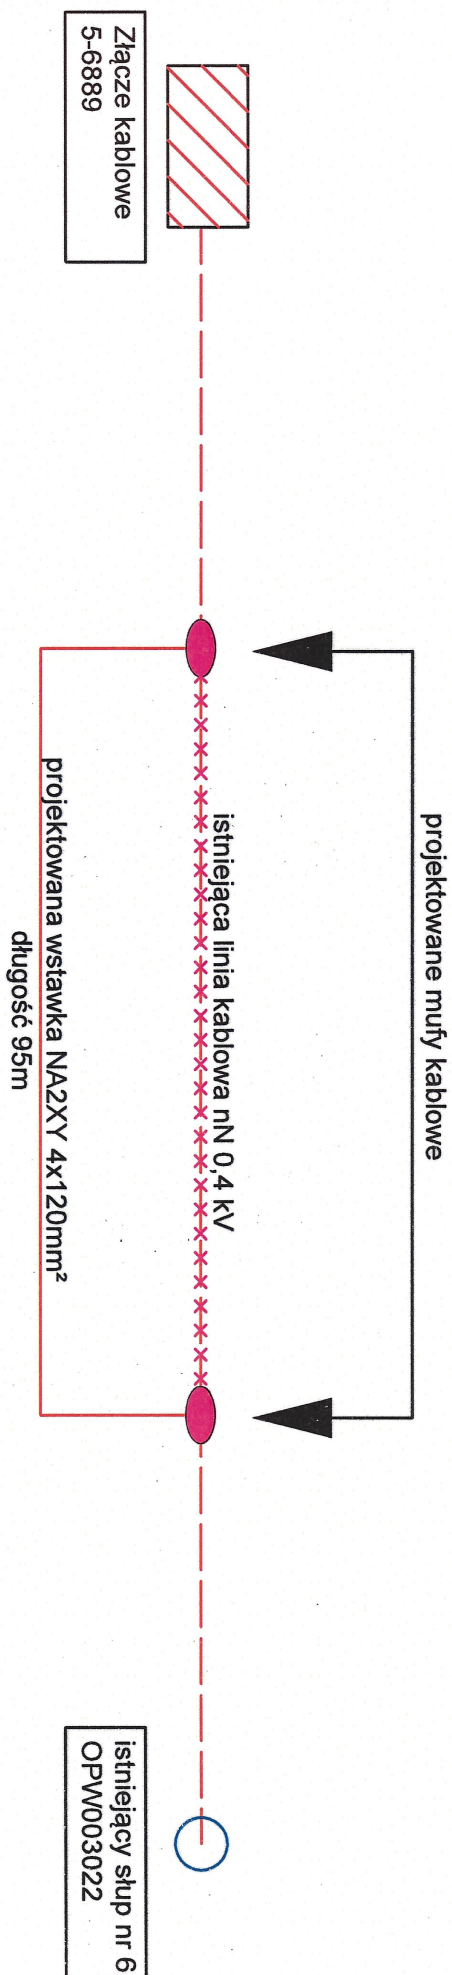 projektowane mufy kablowe
Złącze kablowe
5-6889
istniejąca linia kablowa nN 0,4 kV
projektowana wstawka NA2XY 4x120mm²
długość 95m
istniejący słup nr 6
OPW003022